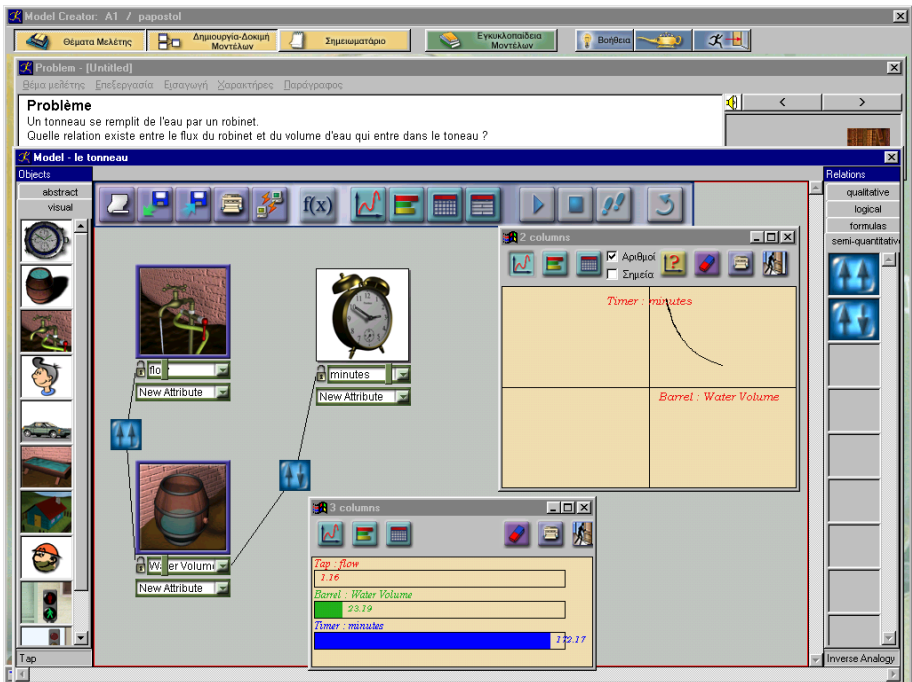 Model Creator: A1 / papostol
Θέματα Μελέτης
Δημιουργία-Δοκιμή
Μοντέλων
Σημειωματάριο
Εγκυκλοπαίδεια
Μοντέλων
Βοήθεια
Problem - [Untitled]
Θέμα μελέτης Επεξεργασία Εισαγωγή Χαρακτήρες Παράγραφος
Problème
Un tonneau se remplit de l'eau par un robinet.
Quelle relation existe entre le flux du robinet et du volume d'eau qui entre dans le toneau ?
< >
Model - le tonneau
Objects
abstract
visual
f(x)
Relations
qualitative
logical
formulas
semi-quantitativ
2 columns
Αριθμοί
Σημεία
Timer : minutes
Barrel : Water Volume
flo
New Attribute
minutes
New Attribute
New Attribute
3 columns
Tap : flow
1.16
Barrel : Water Volume
23.19
Timer : minutes
172.17
Tap
Inverse Analogy